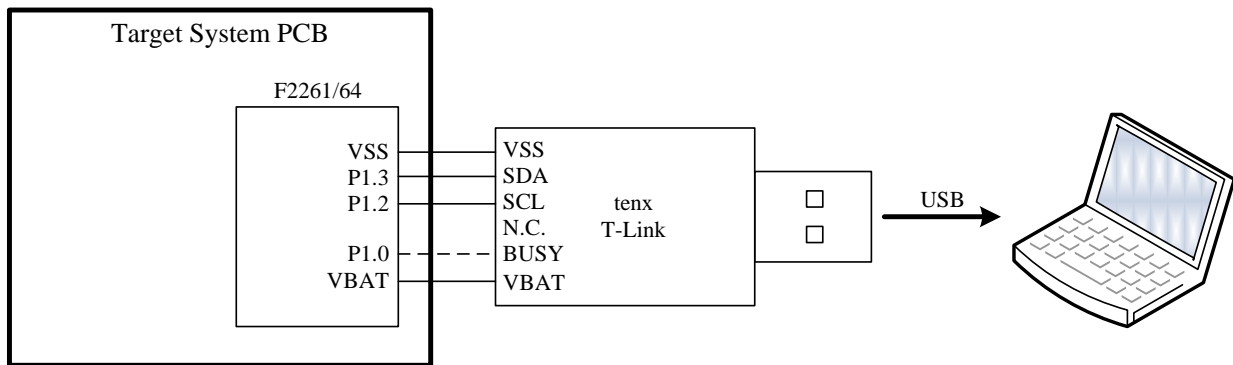 Target System PCB
F2261/64
VSS
P1.3
P1.2
P1.0
VBAT
VSS
SDA
SCL
N.C.
BUSY
VBAT
tenx
T-Link
USB